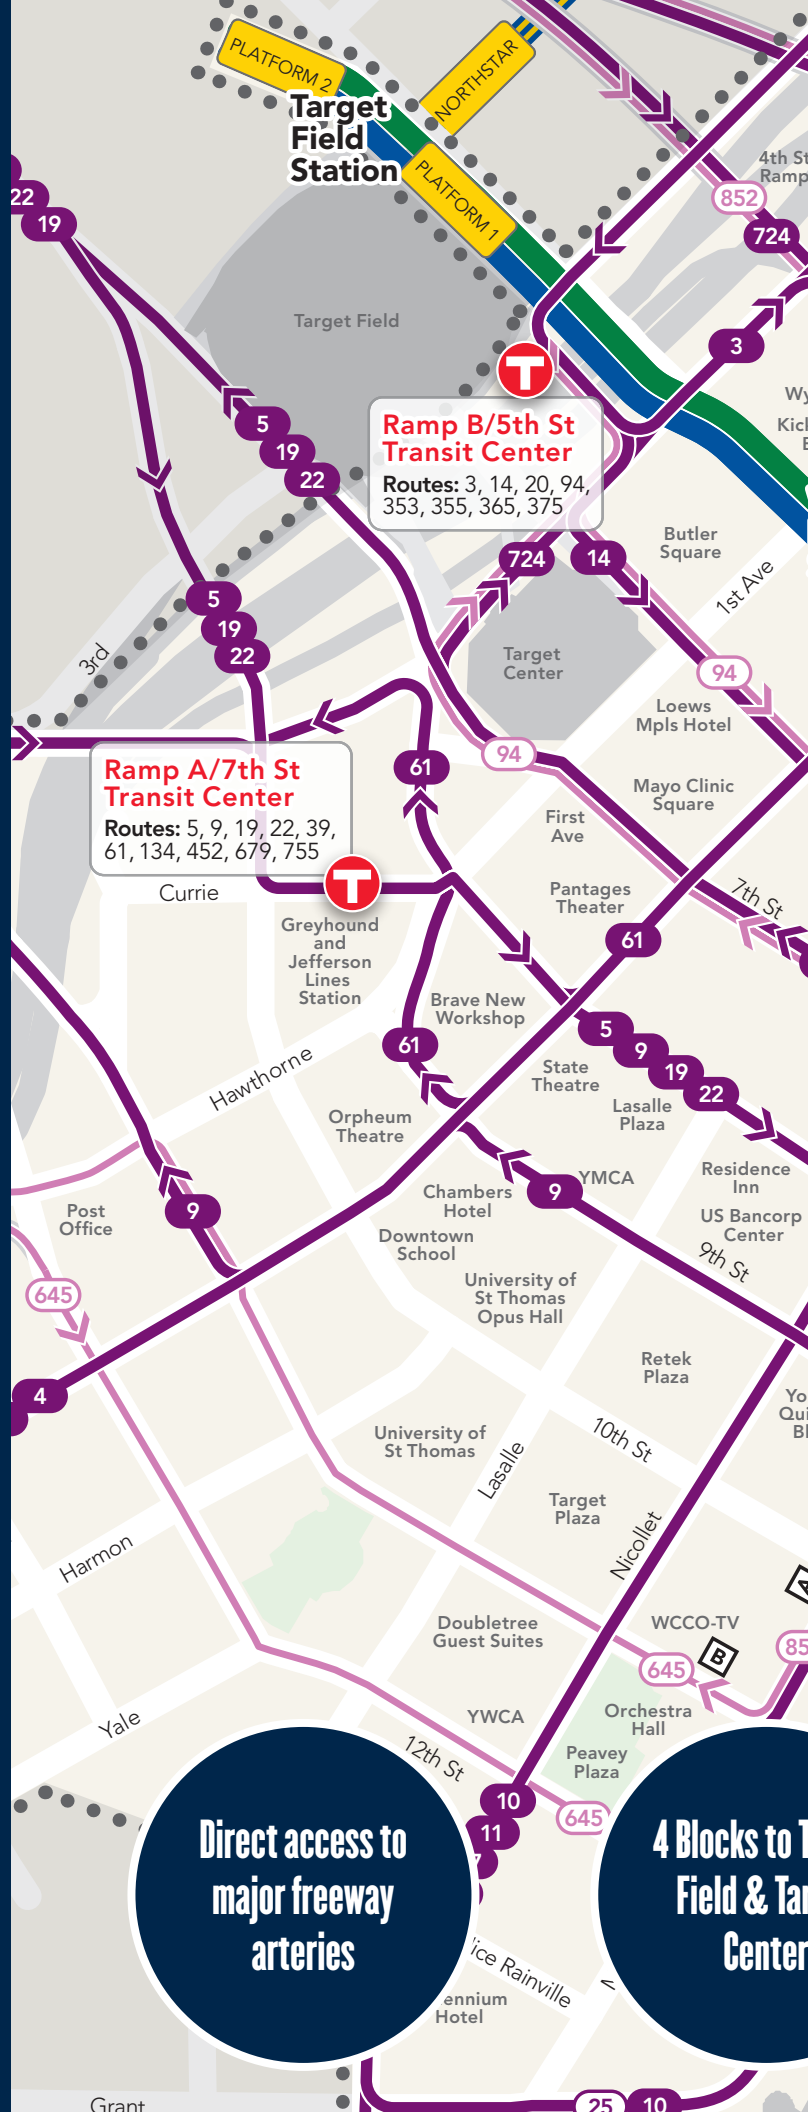 PLATFORM 2
NORTHSTAR
Target
Field
Station
PLATFORM 1
4th St
Ramp
852
22
19
724
Target Field
3
5
19
22
Ramp B/5th St
Transit Center
Routes: 3, 14, 20, 94,
353, 355, 365, 375
Butler
Square
724
14
1st Ave
5
19
22
3rd
Target
Center
94
Loews
Mpls Hotel
94
61
Ramp A/7th St
Transit Center
Routes: 5, 9, 19, 22, 39,
61, 134, 452, 679, 755
Mayo Clinic
Square
First
Ave
Currie
Pantages
Theater
7th St
Greyhound
and
Jefferson
Lines
Station
61
Brave New
Workshop
5
9
19
22
61
State
Theatre
Lasalle
Plaza
Hawthorne
Orpheum
Theatre
Residence
Inn
YMCA
9
Chambers
Hotel
US Bancorp
Center
Post
Office
9
Downtown
School
9th St
University of
St Thomas
Opus Hall
645
Retek
Plaza
4
University of
St Thomas
10th St
Lasalle
Target
Plaza
Nicollet
Harmon
Doubletree
Guest Suites
WCCO-TV
A
B
645
85
YWCA
Orchestra
Hall
Yale
12th St
Peavey
Plaza
10
11
645
Direct access to
major freeway
arteries
4 Blocks to
Field &
Center
Rainville
Hotel
Grant
25
10